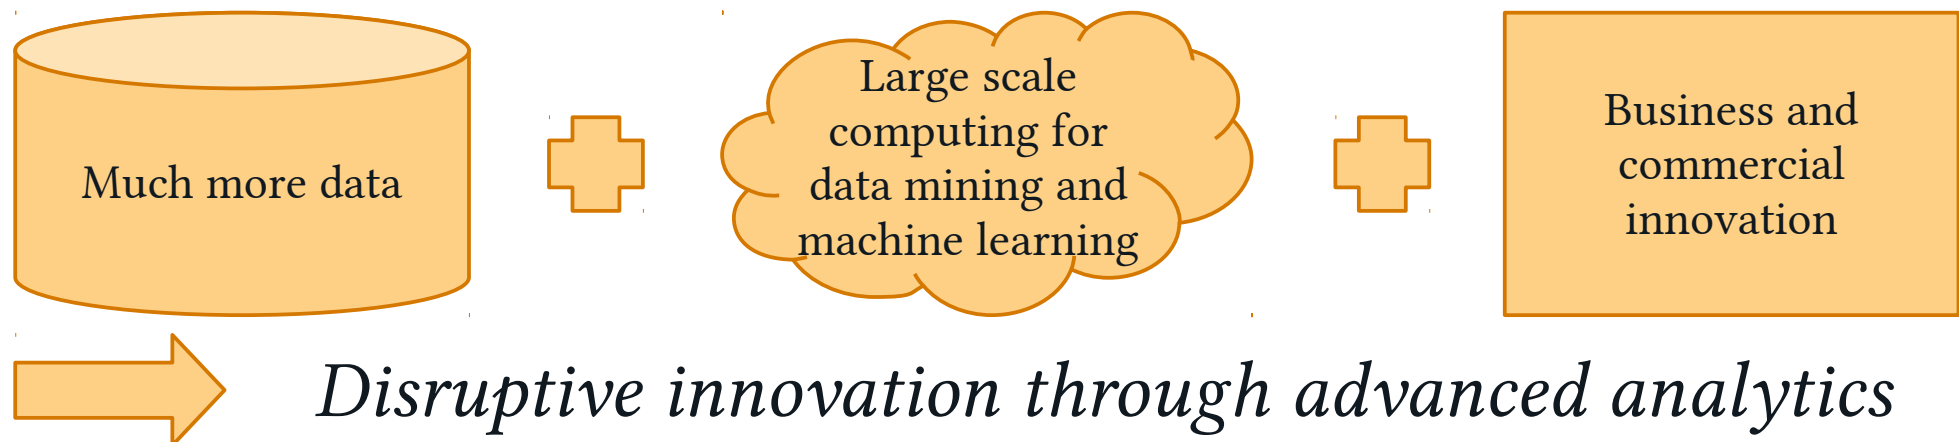 Much more data
Large scale
computing for
data mining and
machine learning
Business and
commercial
innovation
Disruptive innovation through advanced analytics